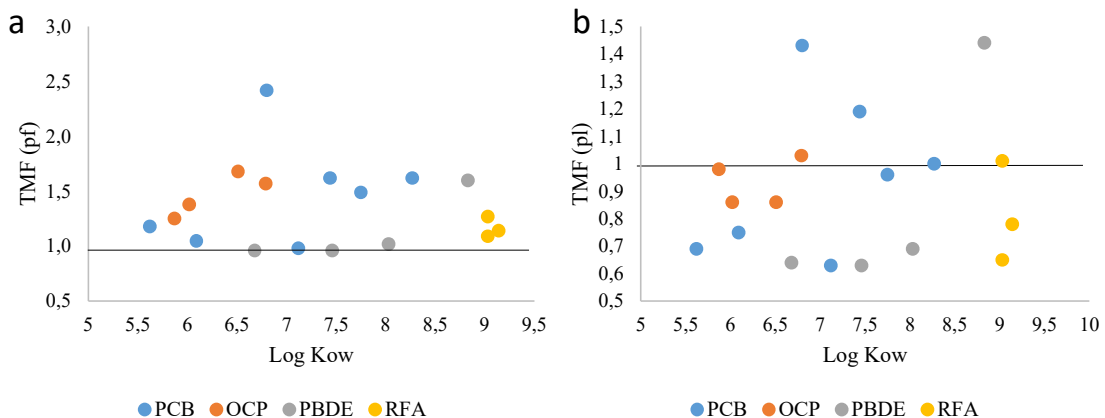 a
TMF (pf)
3,0
2,5
2,0
1,5
1,0
0,5
5 5,5 6 6,5 7 7,5 8 8,5 9 9,5
Log Kow
PCB OCP PBDE RFA
b
TMF (pl)
1,5
1,4
1,3
1,2
1,1
1
0,9
0,8
0,7
0,6
0,5
5 5,5 6 6,5 7 7,5 8 8,5 9 9,5 10
Log Kow
PCB OCP PBDE RFA